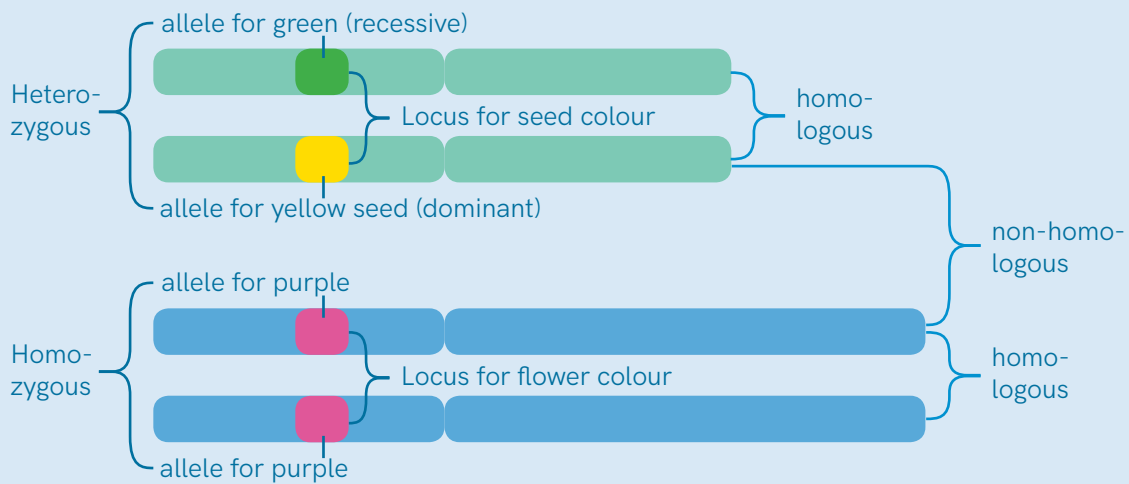 allele for green (recessive)
Hetero-
zygous
Locus for seed colour
homo-
logous
allele for yellow seed (dominant)
non-homo-
logous
allele for purple
Homo-
zygous
Locus for flower colour
homo-
logous
allele for purple